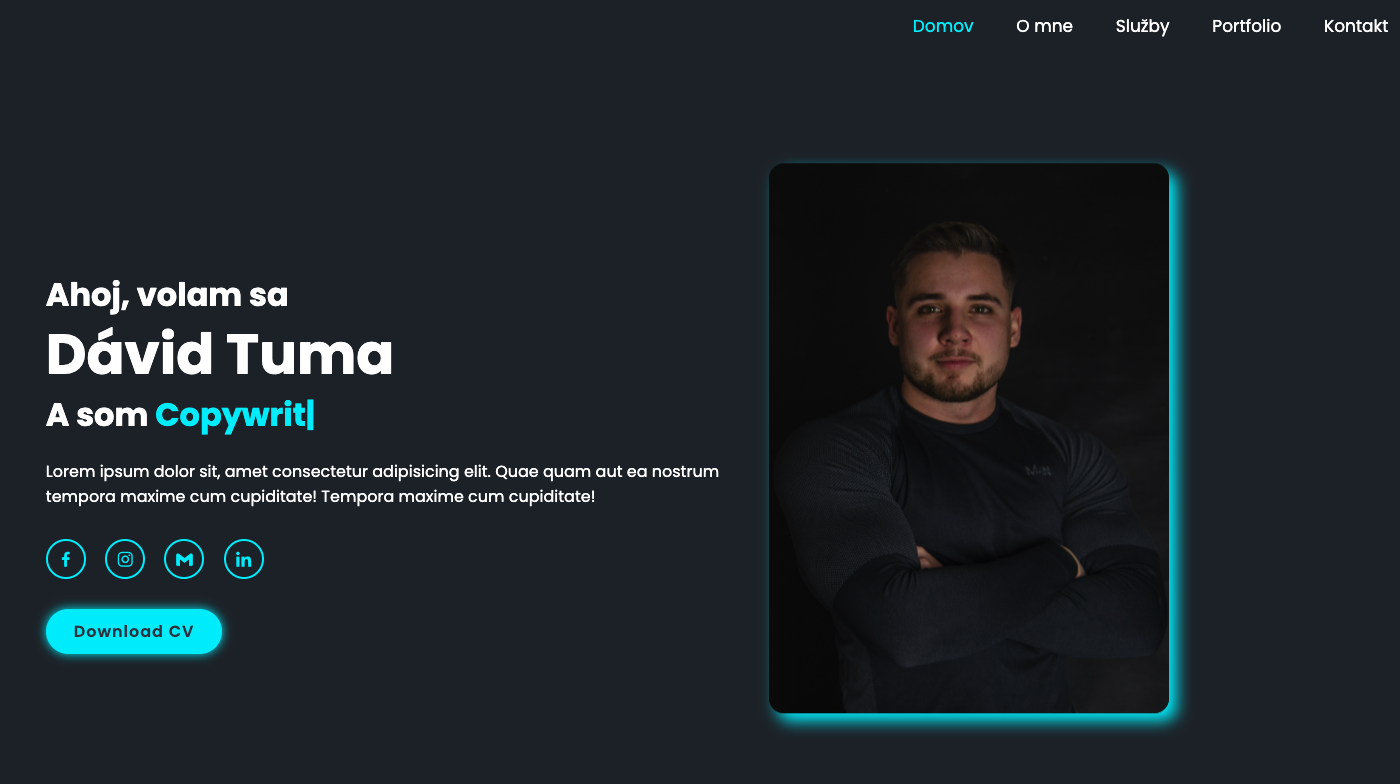 Domov O mne Služby Portfolio Kontakt
Ahoj, volam sa
Dávid Tuma
A som Copywrit|
Lorem ipsum dolor sit, amet consectetur adipisicing elit. Quae quam aut ea nostrum
tempora maxime cum cupiditate! Tempora maxime cum cupiditate!
Download CV